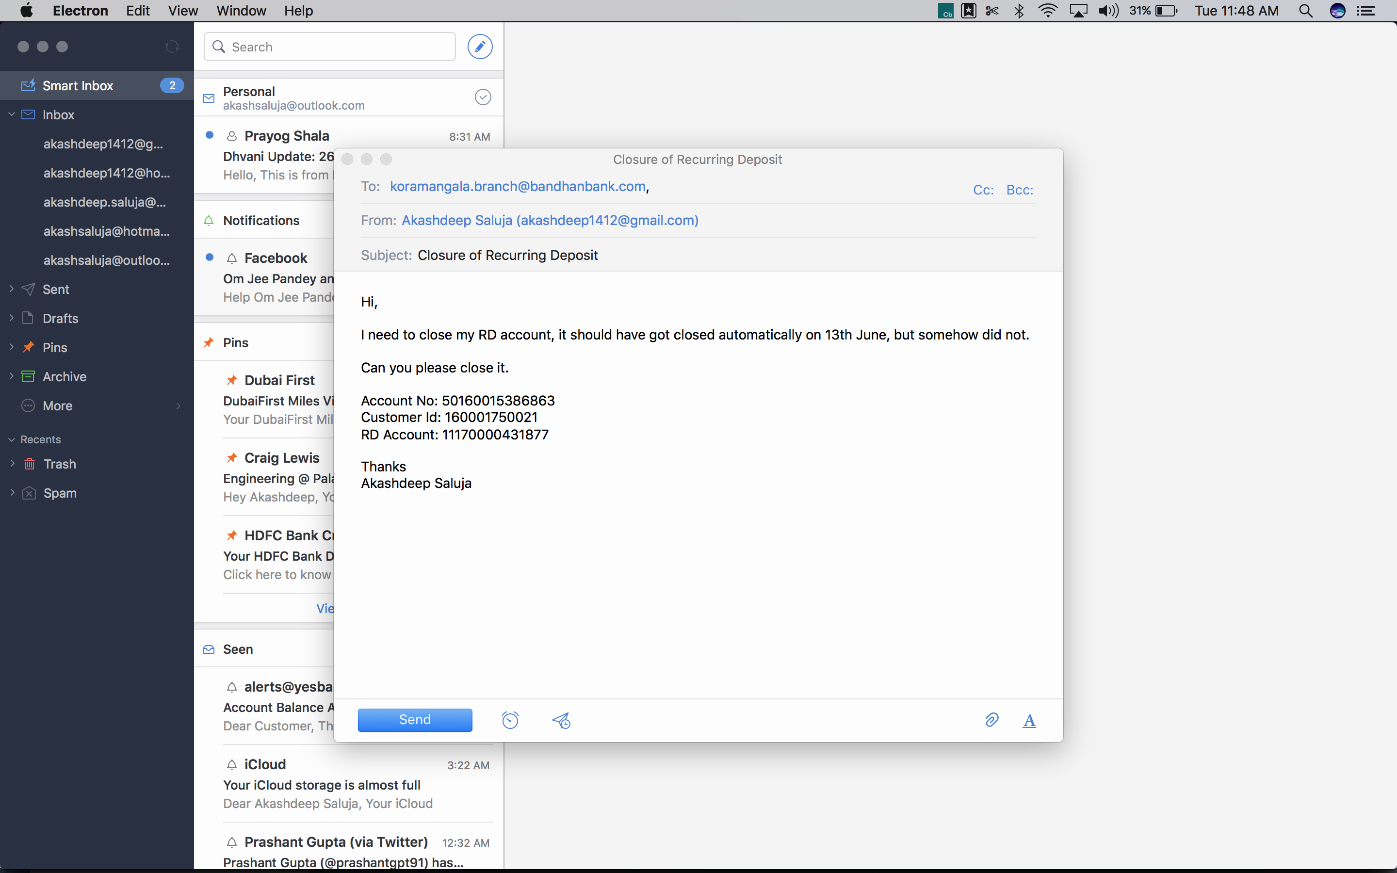 Electron Edit View Window Help
Cb
31%
Tue 11:48 AM
Smart Inbox 2
Inbox
akashdeep1412@g...
akashdeep1412@ho...
akashdeep.saluja@...
akashsaluja@hotma...
akashsaluja@outloo...
Sent
Drafts
Pins
Archive
More
Recents
Trash
Spam
Search
Personal
akashsaluja@outlook.com
Prayog Shala 8:31 AM
Dhvani Update: 26
Hello, This is from
Notifications
Facebook
Om Jee Pandey an
Help Om Jee Pande
Pins
Dubai First
DubaiFirst Miles Vi
Your DubaiFirst Mil
Craig Lewis
Engineering @ Pala
Hey Akashdeep, Yo
HDFC Bank Cr
Your HDFC Bank D
Click here to know
Vie
Seen
alerts@yesba
Account Balance A
Dear Customer, Th
iCloud 3:22 AM
Your iCloud storage is almost full
Dear Akashdeep Saluja, Your iCloud
Prashant Gupta (via Twitter) 12:32 AM
Prashant Gupta (@prashantgpt91) has...
Closure of Recurring Deposit
To: koramangala.branch@bandhanbank.com,
Cc: Bcc:
From: Akashdeep Saluja (akashdeep1412@gmail.com)
Subject: Closure of Recurring Deposit
Hi,
I need to close my RD account, it should have got closed automatically on 13th June, but somehow did not.
Can you please close it.
Account No: 50160015386863
Customer Id: 160001750021
RD Account: 11170000431877
Thanks
Akashdeep Saluja
Send
A